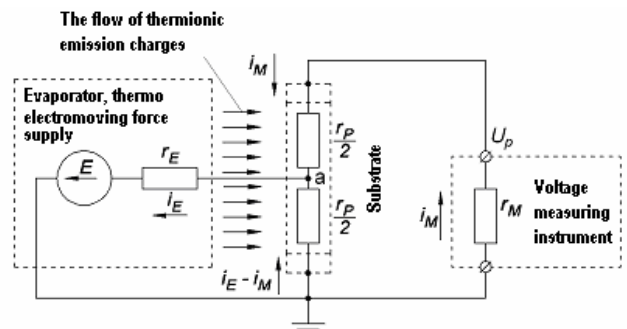 The flow of thermionic
emission charges
Evaporator, thermo
electromoving force
supply
E
r_E
i_E
i_M
r_P
2
a
r_P
2
Substrate
i_E - i_M
U_p
i_M
r_M
Voltage
measuring
instrument